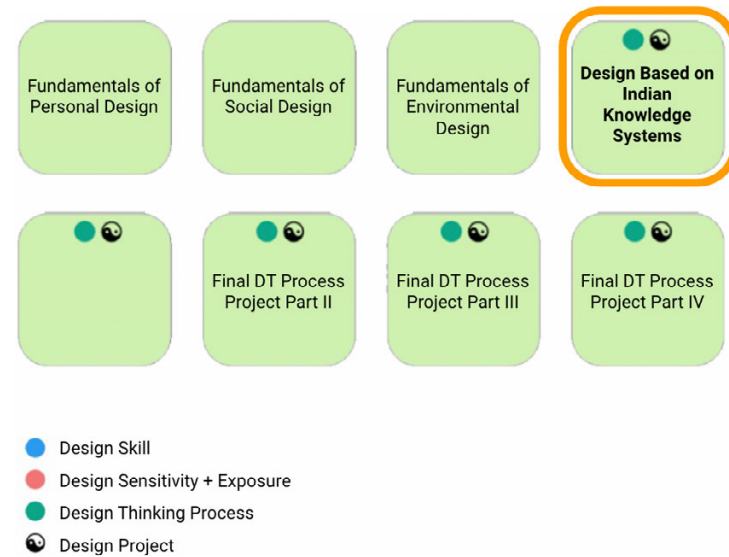 Fundamentals of
Personal Design
Fundamentals of
Social Design
Fundamentals of
Environmental
Design
Design Based on
Indian
Knowledge
Systems
Final DT Process
Project Part II
Final DT Process
Project Part III
Final DT Process
Project Part IV
Design Skill
Design Sensitivity + Exposure
Design Thinking Process
Design Project